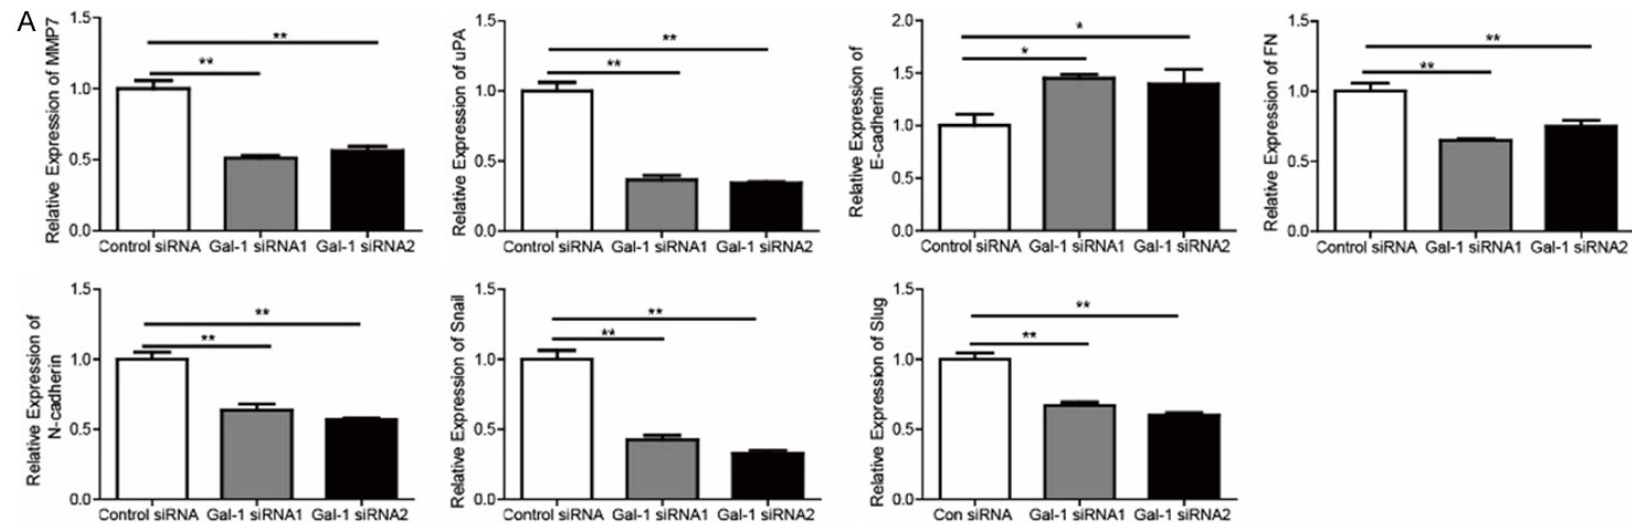 A
Relative Expression of MMP7
1.5
1.0
0.5
0.0
**
**
Control siRNA Gal-1 siRNA1 Gal-1 siRNA2
Relative Expression of uPA
1.5
1.0
0.5
0.0
**
**
Control siRNA Gal-1 siRNA1 Gal-1 siRNA2
Relative Expression of
E-cadherin
2.0
1.5
1.0
0.5
0.0
*
*
Control siRNA Gal-1 siRNA1 Gal-1 siRNA2
Relative Expression of FN
1.5
1.0
0.5
0.0
**
**
Control siRNA Gal-1 siRNA1 Gal-1 siRNA2
Relative Expression of
N-cadherin
1.5
1.0
0.5
0.0
**
**
Control siRNA Gal-1 siRNA1 Gal-1 siRNA2
Relative Expression of Snail
1.5
1.0
0.5
0.0
**
**
Control siRNA Gal-1 siRNA1 Gal-1 siRNA2
Relative Expression of Slug
1.5
1.0
0.5
0.0
**
**
Con siRNA Gal-1 siRNA1 Gal-1 siRNA2